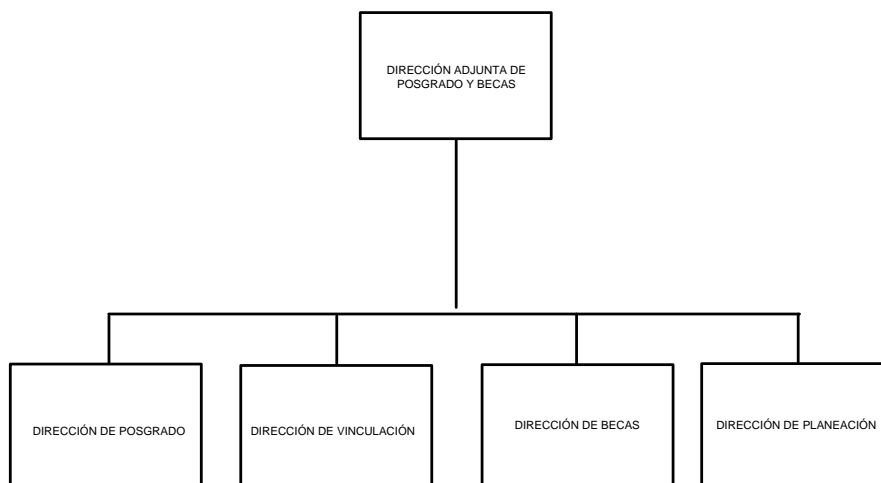 DIRECCIÓN ADJUNTA DE
POSGRADO Y BECAS
DIRECCIÓN DE POSGRADO
DIRECCIÓN DE VINCULACIÓN
DIRECCIÓN DE BECAS
DIRECCIÓN DE PLANEACIÓN